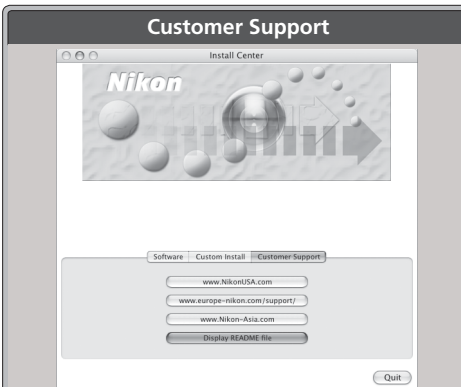 Customer Support
Install Center
Nikon
Software Custom Install Customer Support
www.NikonUSA.com
www.europe-nikon.com/support/
www.Nikon-Asia.com
Display README file
Quit